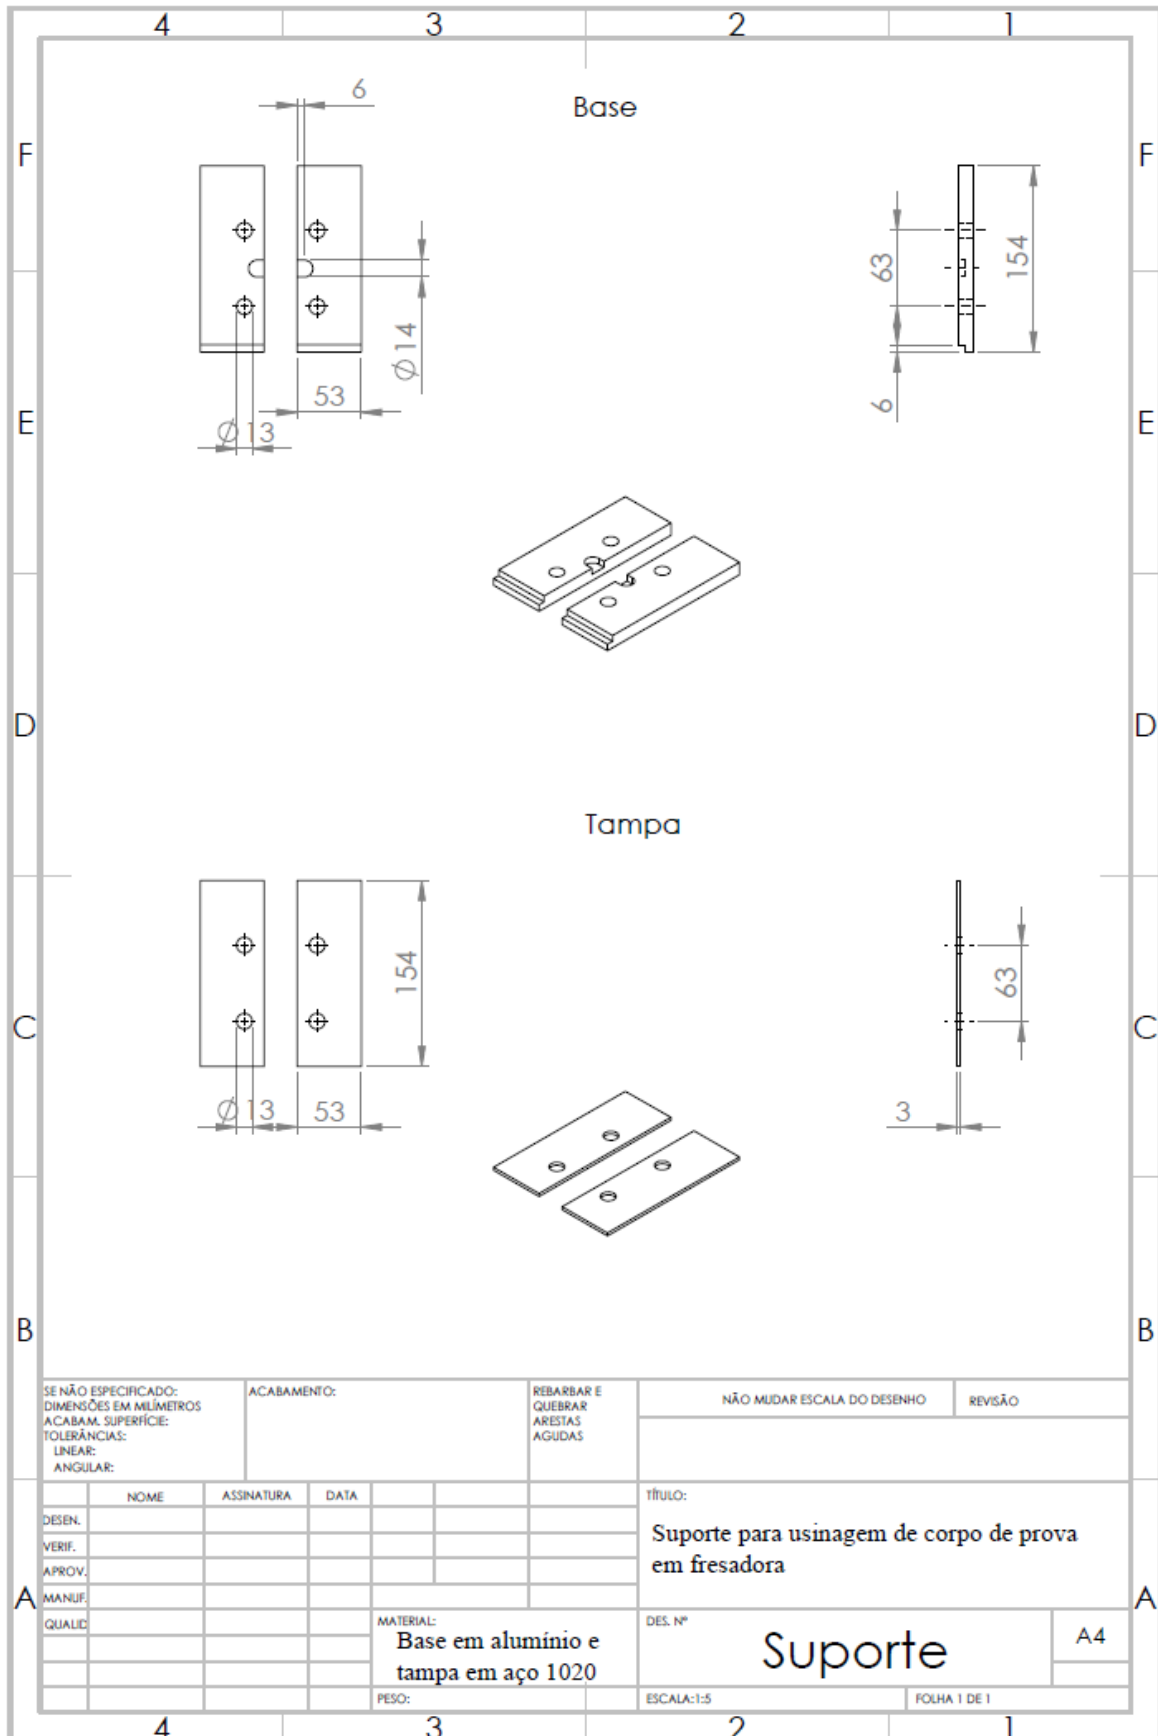 4 3 2 1
6
Base
F F
63
154
Ø14
53
6
E E
Ø13
D D
Tampa
154
63
C C
Ø13 53
3
B B
SE NÃO ESPECIFICADO:
DIMENSÕES EM MILÍMETROS
ACABAM. SUPERFÍCIE:
TOLERÂNCIAS:
LINEAR:
ANGULAR:
ACABAMENTO:
REBARBAR E
QUEBRAR
ARESTAS
AGUDAS
NÃO MUDAR ESCALA DO DESENHO
REVISÃO
NOME ASSINATURA DATA
DESEN.
VERIF.
APROV.
MANUF.
QUALID
TÍTULO:
Suporte para usinagem de corpo de prova
em fresadora
A A
MATERIAL:
Base em alumínio e
tampa em aço 1020
DES. Nº
Suporte
A4
PESO:
ESCALA:1:5
FOLHA 1 DE 1
4 3 2 1